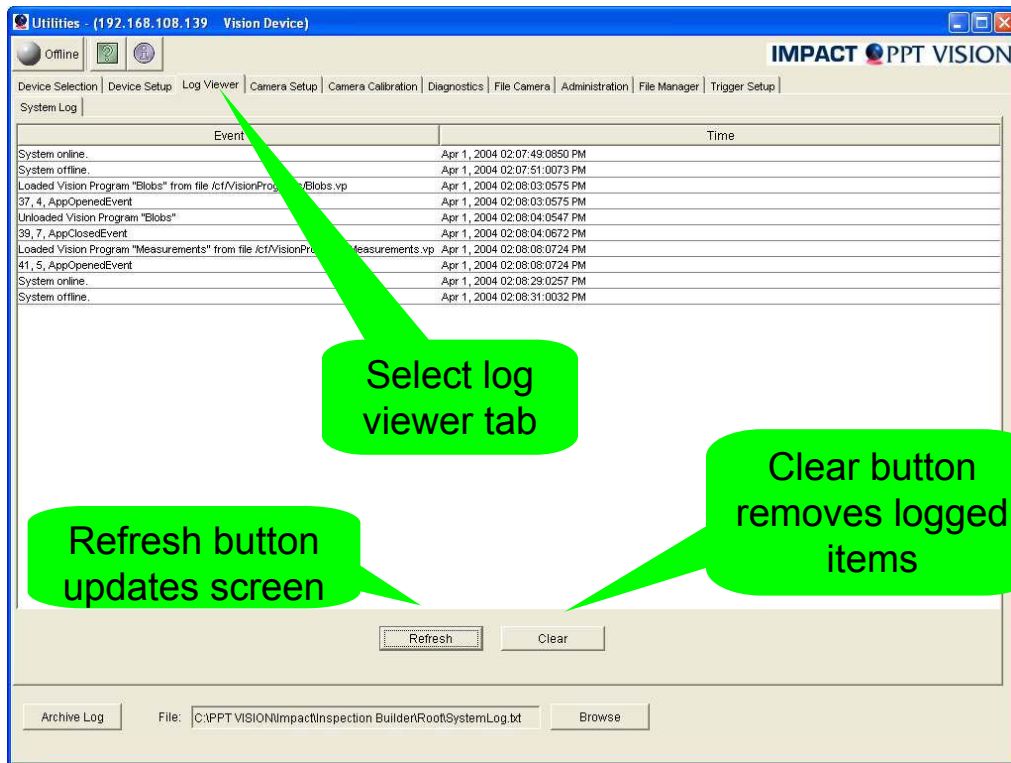 Utilities - (192.168.108.139 Vision Device)
Offline
IMPACT PPT VISION
Device Selection Device Setup Log Viewer Camera Setup Camera Calibration Diagnostics File Camera Administration File Manager Trigger Setup
System Log
Event Time
System online. Apr 1, 2004 02:07:49:0850 PM
System offline. Apr 1, 2004 02:07:51:0073 PM
Loaded Vision Program "Blobs" from file /cf/VisionProg /Blobs.vp Apr 1, 2004 02:08:03:0575 PM
37, 4, AppOpenedEvent Apr 1, 2004 02:08:03:0575 PM
Unloaded Vision Program "Blobs" Apr 1, 2004 02:08:04:0547 PM
39, 7, AppClosedEvent Apr 1, 2004 02:08:04:0672 PM
Loaded Vision Program "Measurements" from file /cf/VisionPro Measurements.vp Apr 1, 2004 02:08:08:0724 PM
41, 5, AppOpenedEvent Apr 1, 2004 02:08:08:0724 PM
System online. Apr 1, 2004 02:08:29:0257 PM
System offline. Apr 1, 2004 02:08:31:0032 PM
Select log
viewer tab
Clear button
removes logged
items
Refresh button
updates screen
Refresh Clear
Archive Log File: C:\PPT VISION\Impact\Inspection Builder\Root\SystemLog.txt Browse